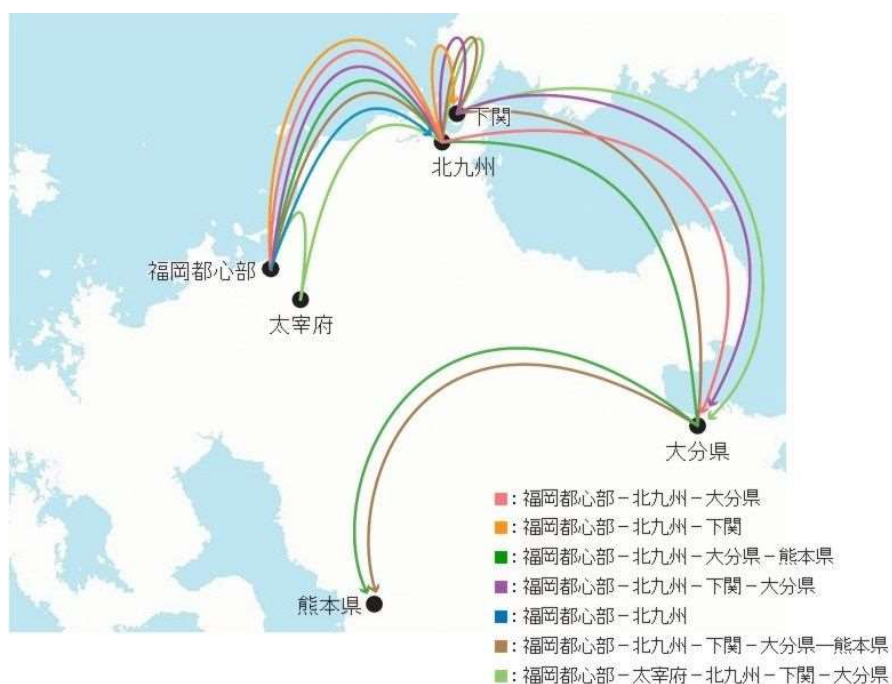 下関
北九州
福岡都心部
太宰府
大分県
熊本県
■：福岡都心部－北九州－大分県
■：福岡都心部－北九州－下関
■：福岡都心部－北九州－大分県－熊本県
■：福岡都心部－北九州－下関－大分県
■：福岡都心部－北九州
■：福岡都心部－北九州－下関－大分県―熊本県
■：福岡都心部－太宰府－北九州－下関－大分県